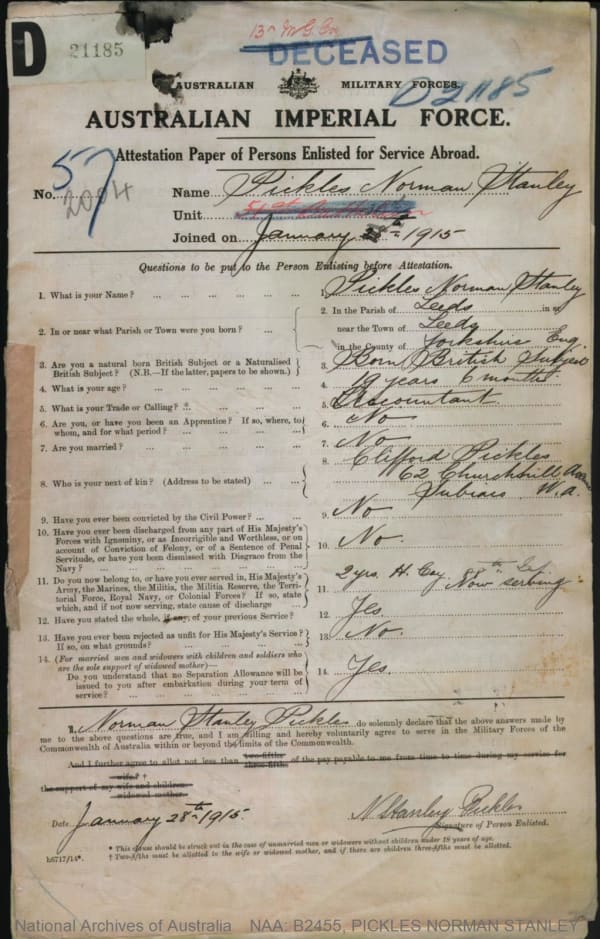 D
21185
13th M.G. Co
DECEASED
AUSTRALIAN MILITARY FORCES.
D21185
AUSTRALIAN IMPERIAL FORCE.
Attestation Paper of Persons Enlisted for Service Abroad.
57
No. 2004
Name Pickles Norman Stanley
Unit
Joined on January 28th 1915
Questions to be put to the Person Enlisting before Attestation.
1. What is your Name? ... 1. Pickles Norman Stanley
2. In or near what Parish or Town were you born? ... 2. In the Parish of Leeds in or
near the Town of Leeds
in the County of Yorkshire Eng.
3. Are you a natural born British Subject or a Naturalised
British Subject? (N.B.—If the latter, papers to be shown.) 3. Born British Subject
4. What is your age? ... 4. 19 years 6 months
5. What is your Trade or Calling? ... 5. Accountant
6. Are you, or have you been an Apprentice? If so, where, to
whom, and for what period? ... 6. No
7. Are you married? ... 7. No
8. Who is your next of kin? (Address to be stated) ... 8. Clifford Pickles
62 Churchill Avenue
Subiaco W.A.
9. Have you ever been convicted by the Civil Power? ... 9. No
10. Have you ever been discharged from any part of His Majesty's
Forces with Ignominy, or as Incorrigible and Worthless, or on
account of Conviction of Felony, or of a Sentence of Penal
Servitude, or have you been dismissed with Disgrace from the
Navy? ... 10. No.
11. Do you now belong to, or have you ever served in, His Majesty's
Army, the Marines, the Militia, the Militia Reserve, the Terri-
torial Force, Royal Navy, or Colonial Forces? If so, state
which, and if not now serving, state cause of discharge 11. 2 yrs. H. Coy 88th Inf. Now serving
12. Have you stated the whole, if any, of your previous Service? 12. Yes.
13. Have you ever been rejected as unfit for His Majesty's Service?
If so, on what grounds? ... 13. No.
14. (For married men and widowers with children and soldiers who
are the sole support of widowed mother)—
Do you understand that no Separation Allowance will be
issued to you after embarkation during your term of
service? ... 14. Yes.
I, Norman Stanley Pickles do solemnly declare that the above answers made by
me to the above questions are true, and I am willing and hereby voluntarily agree to serve in the Military Forces of the
Commonwealth of Australia within or beyond the limits of the Commonwealth.
And I further agree to allot not less than two-fifths three-fifths of the pay payable to me from time to time during my service for
the support of my wife † wife and children widowed mother
Date January 28th 1915.
N Stanley Pickles
Signature of Person Enlisted.
b6717/14*.
* This clause should be struck out in the case of unmarried men or widowers without children under 18 years of age.
† Two-fifths must be allotted to the wife or widowed mother, and if there are children three-fifths must be allotted.
National Archives of Australia NAA: B2455, PICKLES NORMAN STANLEY